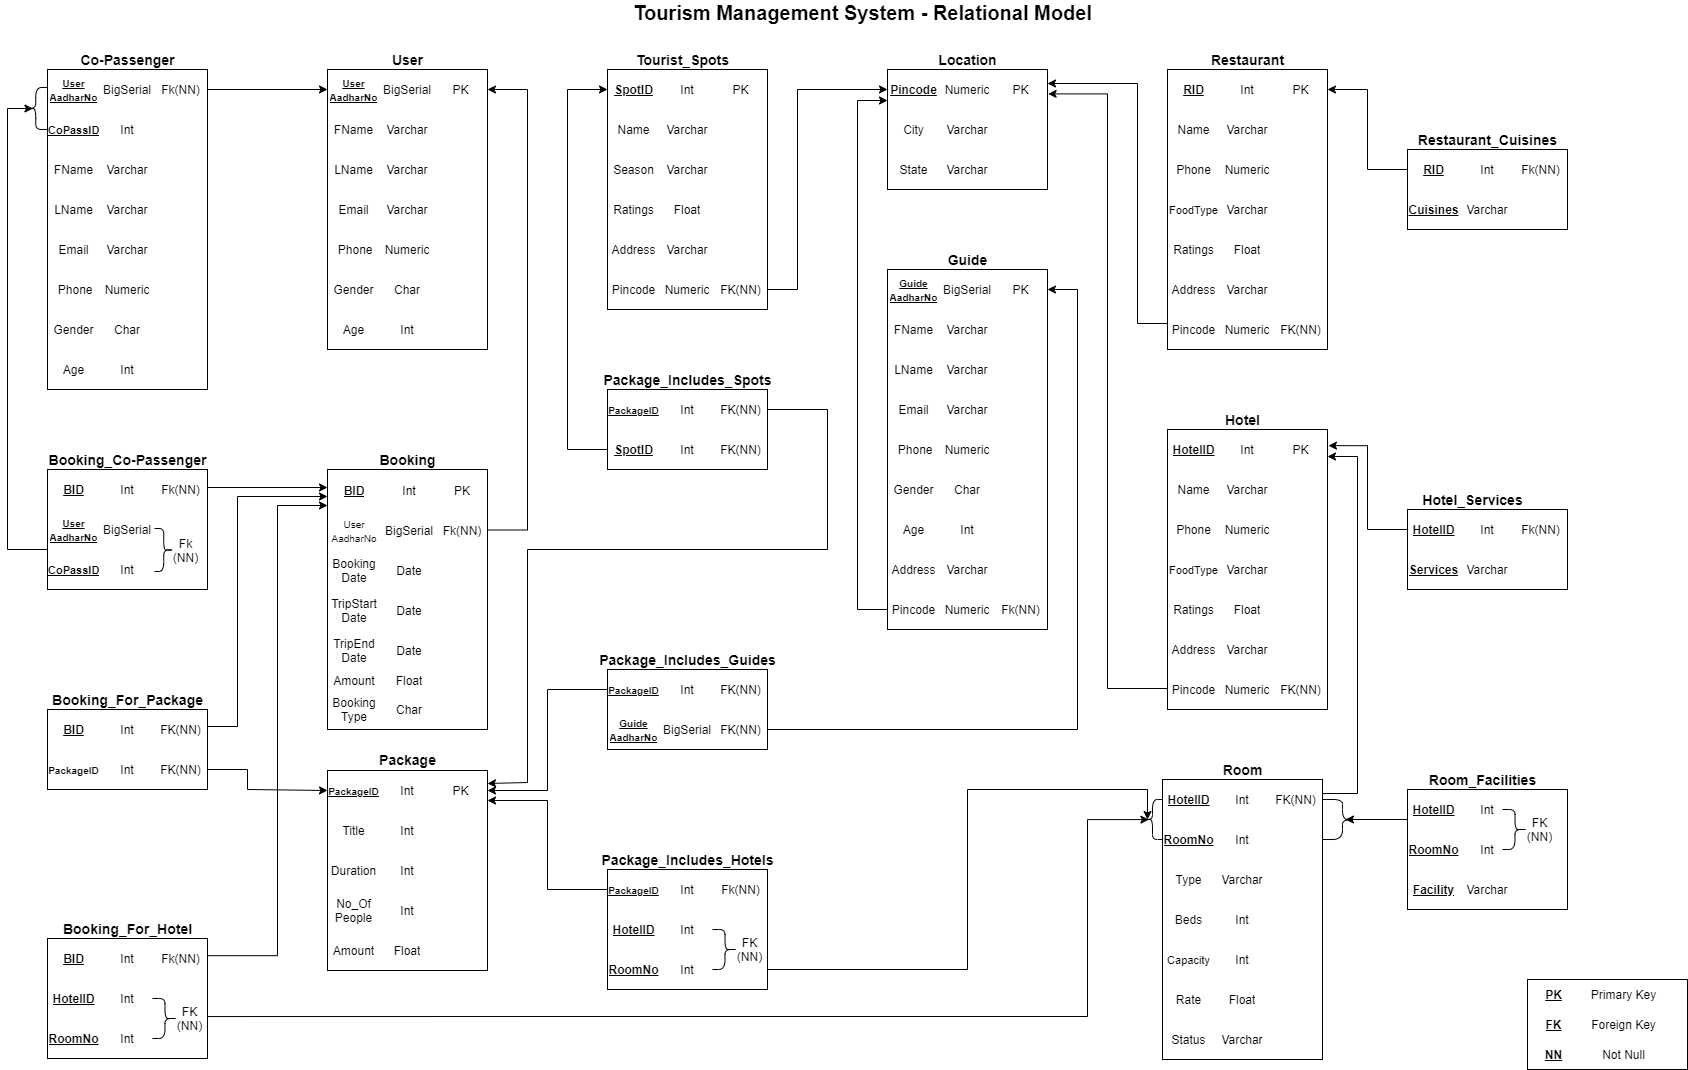 Tourism Management System - Relational Model
Co-Passenger
User AadharNo BigSerial Fk(NN)
CoPassID Int
FName Varchar
LName Varchar
Email Varchar
Phone Numeric
Gender Char
Age Int
User
User AadharNo BigSerial PK
FName Varchar
LName Varchar
Email Varchar
Phone Numeric
Gender Char
Age Int
Tourist_Spots
SpotID Int PK
Name Varchar
Season Varchar
Ratings Float
Address Varchar
Pincode Numeric FK(NN)
Location
Pincode Numeric PK
City Varchar
State Varchar
Restaurant
RID Int PK
Name Varchar
Phone Numeric
FoodType Varchar
Ratings Float
Address Varchar
Pincode Numeric FK(NN)
Restaurant_Cuisines
RID Int Fk(NN)
Cuisines Varchar
Guide
Guide AadharNo BigSerial PK
FName Varchar
LName Varchar
Email Varchar
Phone Numeric
Gender Char
Age Int
Address Varchar
Pincode Numeric Fk(NN)
Package_Includes_Spots
PackageID Int FK(NN)
SpotID Int FK(NN)
Hotel
HotelID Int PK
Name Varchar
Phone Numeric
FoodType Varchar
Ratings Float
Address Varchar
Pincode Numeric FK(NN)
Hotel_Services
HotelID Int Fk(NN)
Services Varchar
Booking_Co-Passenger
BID Int Fk(NN)
User AadharNo BigSerial
Fk (NN)
CoPassID Int
Booking
BID Int PK
User AadharNo BigSerial Fk(NN)
Booking Date Date
TripStart Date Date
TripEnd Date Date
Amount Float
Booking Type Char
Package_Includes_Guides
PackageID Int FK(NN)
Guide AadharNo BigSerial FK(NN)
Booking_For_Package
BID Int FK(NN)
PackageID Int FK(NN)
Package
PackageID Int PK
Title Int
Duration Int
No_Of People Int
Amount Float
Package_Includes_Hotels
PackageID Int Fk(NN)
HotelID Int
FK (NN)
RoomNo Int
Room
HotelID Int FK(NN)
RoomNo Int
Type Varchar
Beds Int
Capacity Int
Rate Float
Status Varchar
Room_Facilities
HotelID Int
FK (NN)
RoomNo Int
Facility Varchar
Booking_For_Hotel
BID Int Fk(NN)
HotelID Int
FK (NN)
RoomNo Int
PK Primary Key
FK Foreign Key
NN Not Null